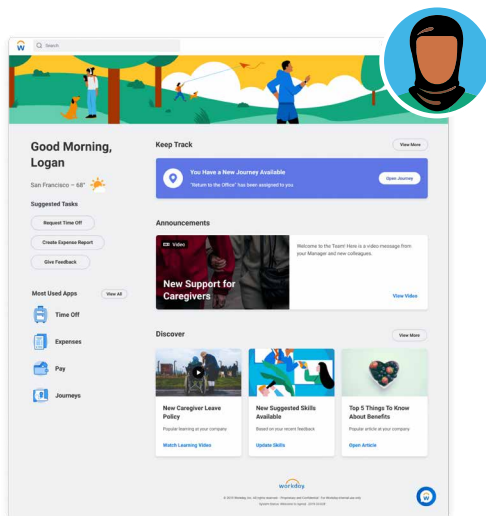 Search
Good Morning,
Logan
San Francisco – 68°
Suggested Tasks
Request Time Off
Create Expense Report
Give Feedback
Most Used Apps
View All
Time Off
Expenses
Pay
Journeys
Keep Track
View More
You Have a New Journey Available
"Return to the Office" has been assigned to you.
Open Journey
Announcements
Video
New Support for
Caregivers
Welcome to the Team! Here is a video message from
your Manager and new colleagues.
View Video
Discover
View More
New Caregiver Leave
Policy
Popular learning at your company
Watch Learning Video
New Suggested Skills
Available
Based on your recent feedback
Update Skills
Top 5 Things To Know
About Benefits
Popular article at your company
Open Article
workday.